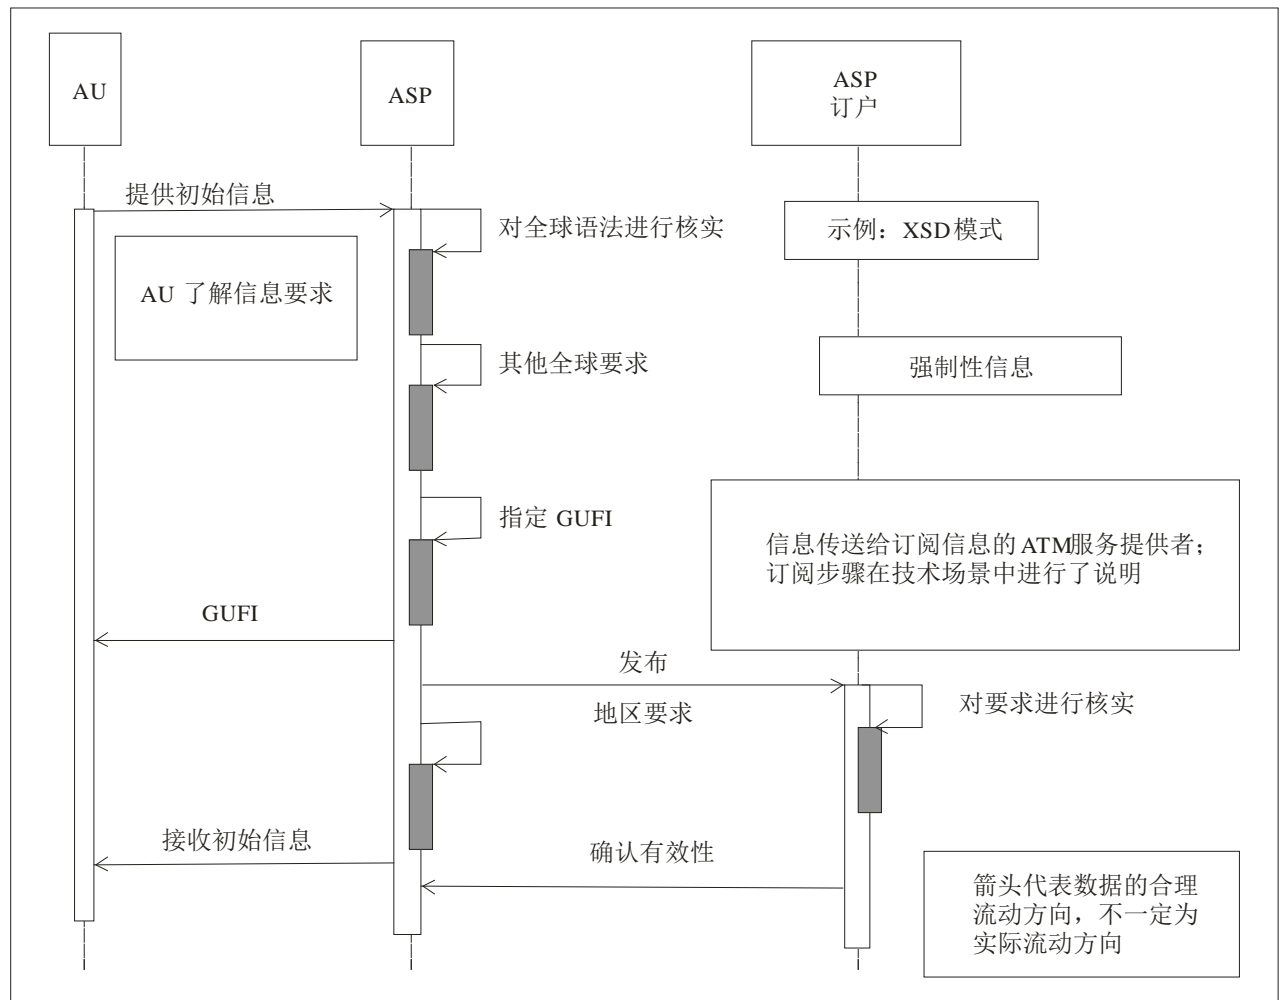 AU
ASP
ASP
订户
提供初始信息
对全球语法进行核实
示例：XSD模式
AU 了解信息要求
其他全球要求
强制性信息
指定 GUFI
信息传送给订阅信息的ATM服务提供者；
订阅步骤在技术场景中进行了说明
GUFI
发布
地区要求
对要求进行核实
接收初始信息
确认有效性
箭头代表数据的合理
流动方向，不一定为
实际流动方向